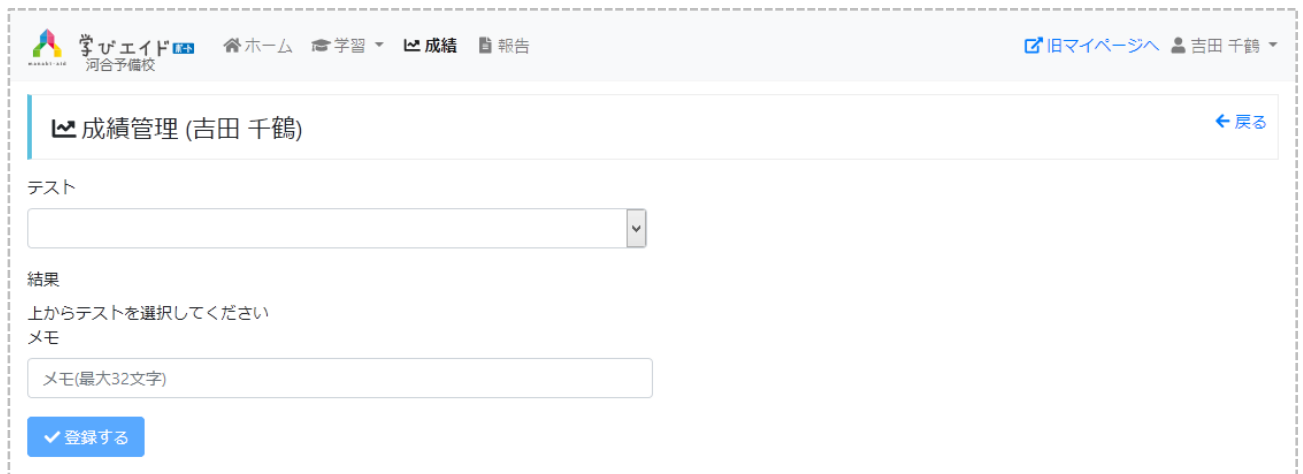 学びエイド ポート ホーム 学習 成績 報告 旧マイページへ 吉田 千鶴
manabi-aid 河合予備校
成績管理 (吉田 千鶴)
戻る
テスト
結果
上からテストを選択してください
メモ
メモ(最大32文字)
登録する